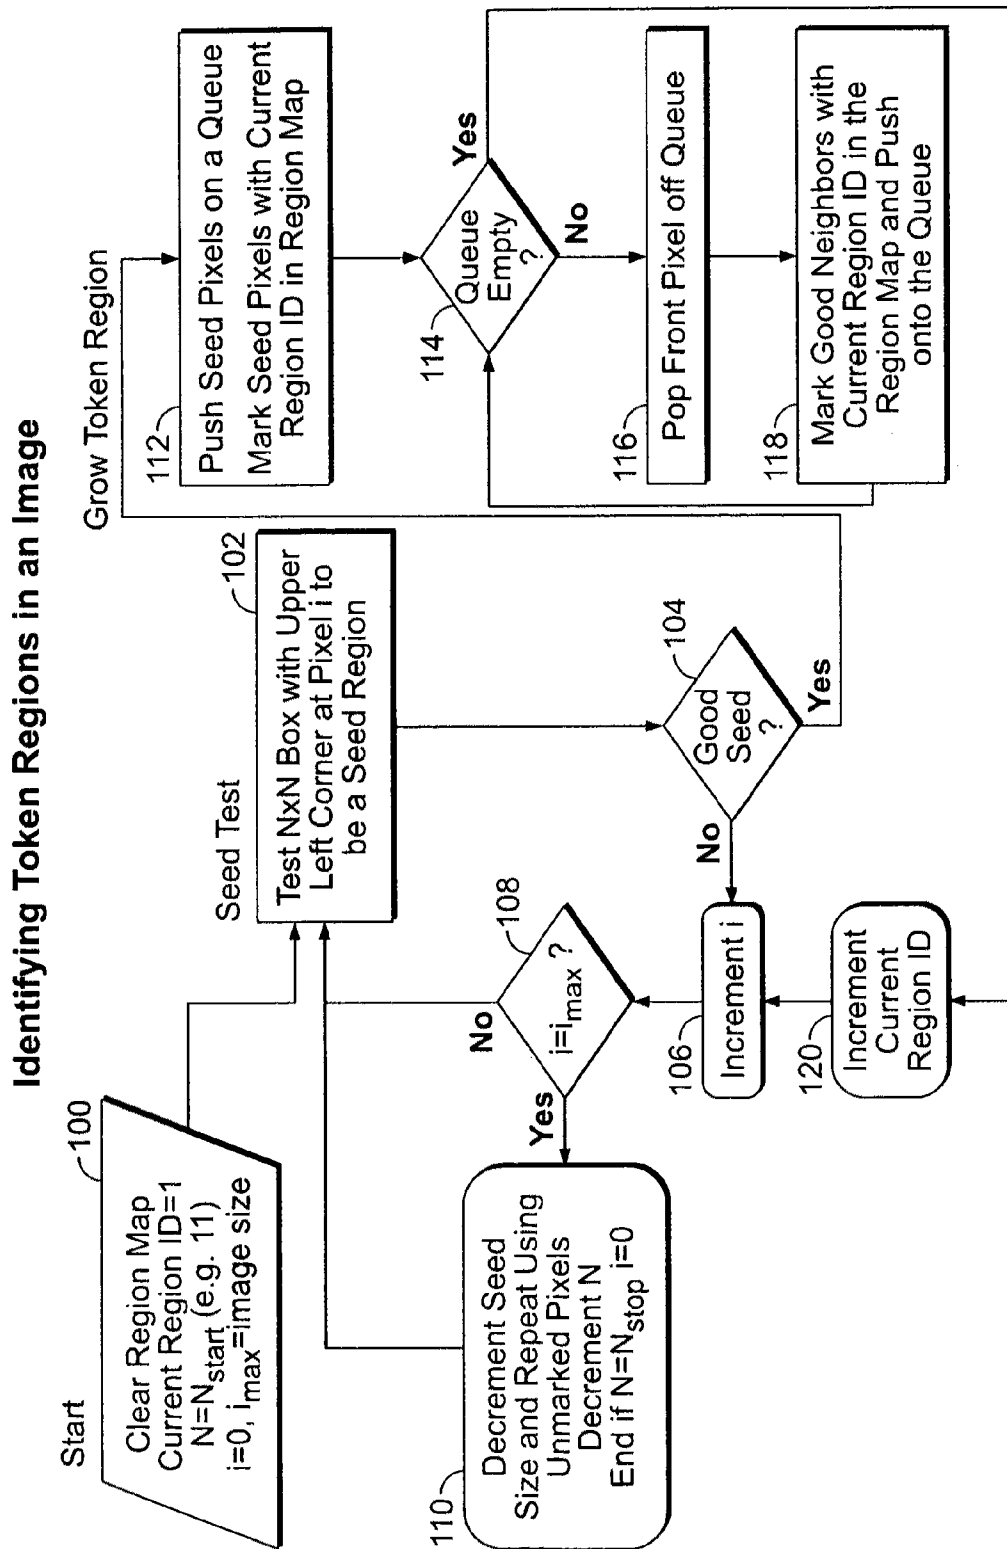 Identifying Token Regions in an Image
Start
100
Clear Region Map
Current Region ID=1
N=Nstart (e.g. 11)
i=0, imax=image size
Seed Test
102
Test NxN Box with Upper
Left Corner at Pixel i to
be a Seed Region
104
Good
Seed
?
No
Yes
106
Increment i
108
i=imax ?
No
Yes
110
Decrement Seed
Size and Repeat Using
Unmarked Pixels
Decrement N
End if N=Nstop i=0
Grow Token Region
112
Push Seed Pixels on a Queue
Mark Seed Pixels with Current
Region ID in Region Map
114
Queue
Empty
?
Yes
No
116
Pop Front Pixel off Queue
118
Mark Good Neighbors with
Current Region ID in the
Region Map and Push
onto the Queue
120
Increment
Current
Region ID